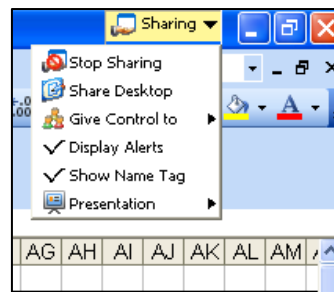 Sharing
Stop Sharing
Share Desktop
Give Control to
Display Alerts
Show Name Tag
Presentation
AG AH AI AJ AK AL AM